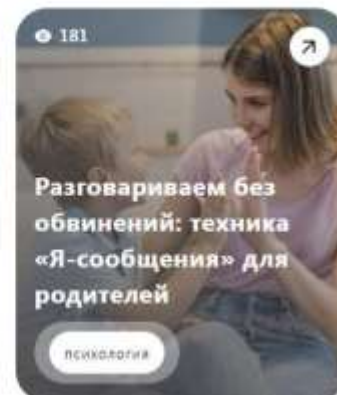 181
Разговариваем без
обвинений: техника
«Я-сообщения» для
родителей
психология